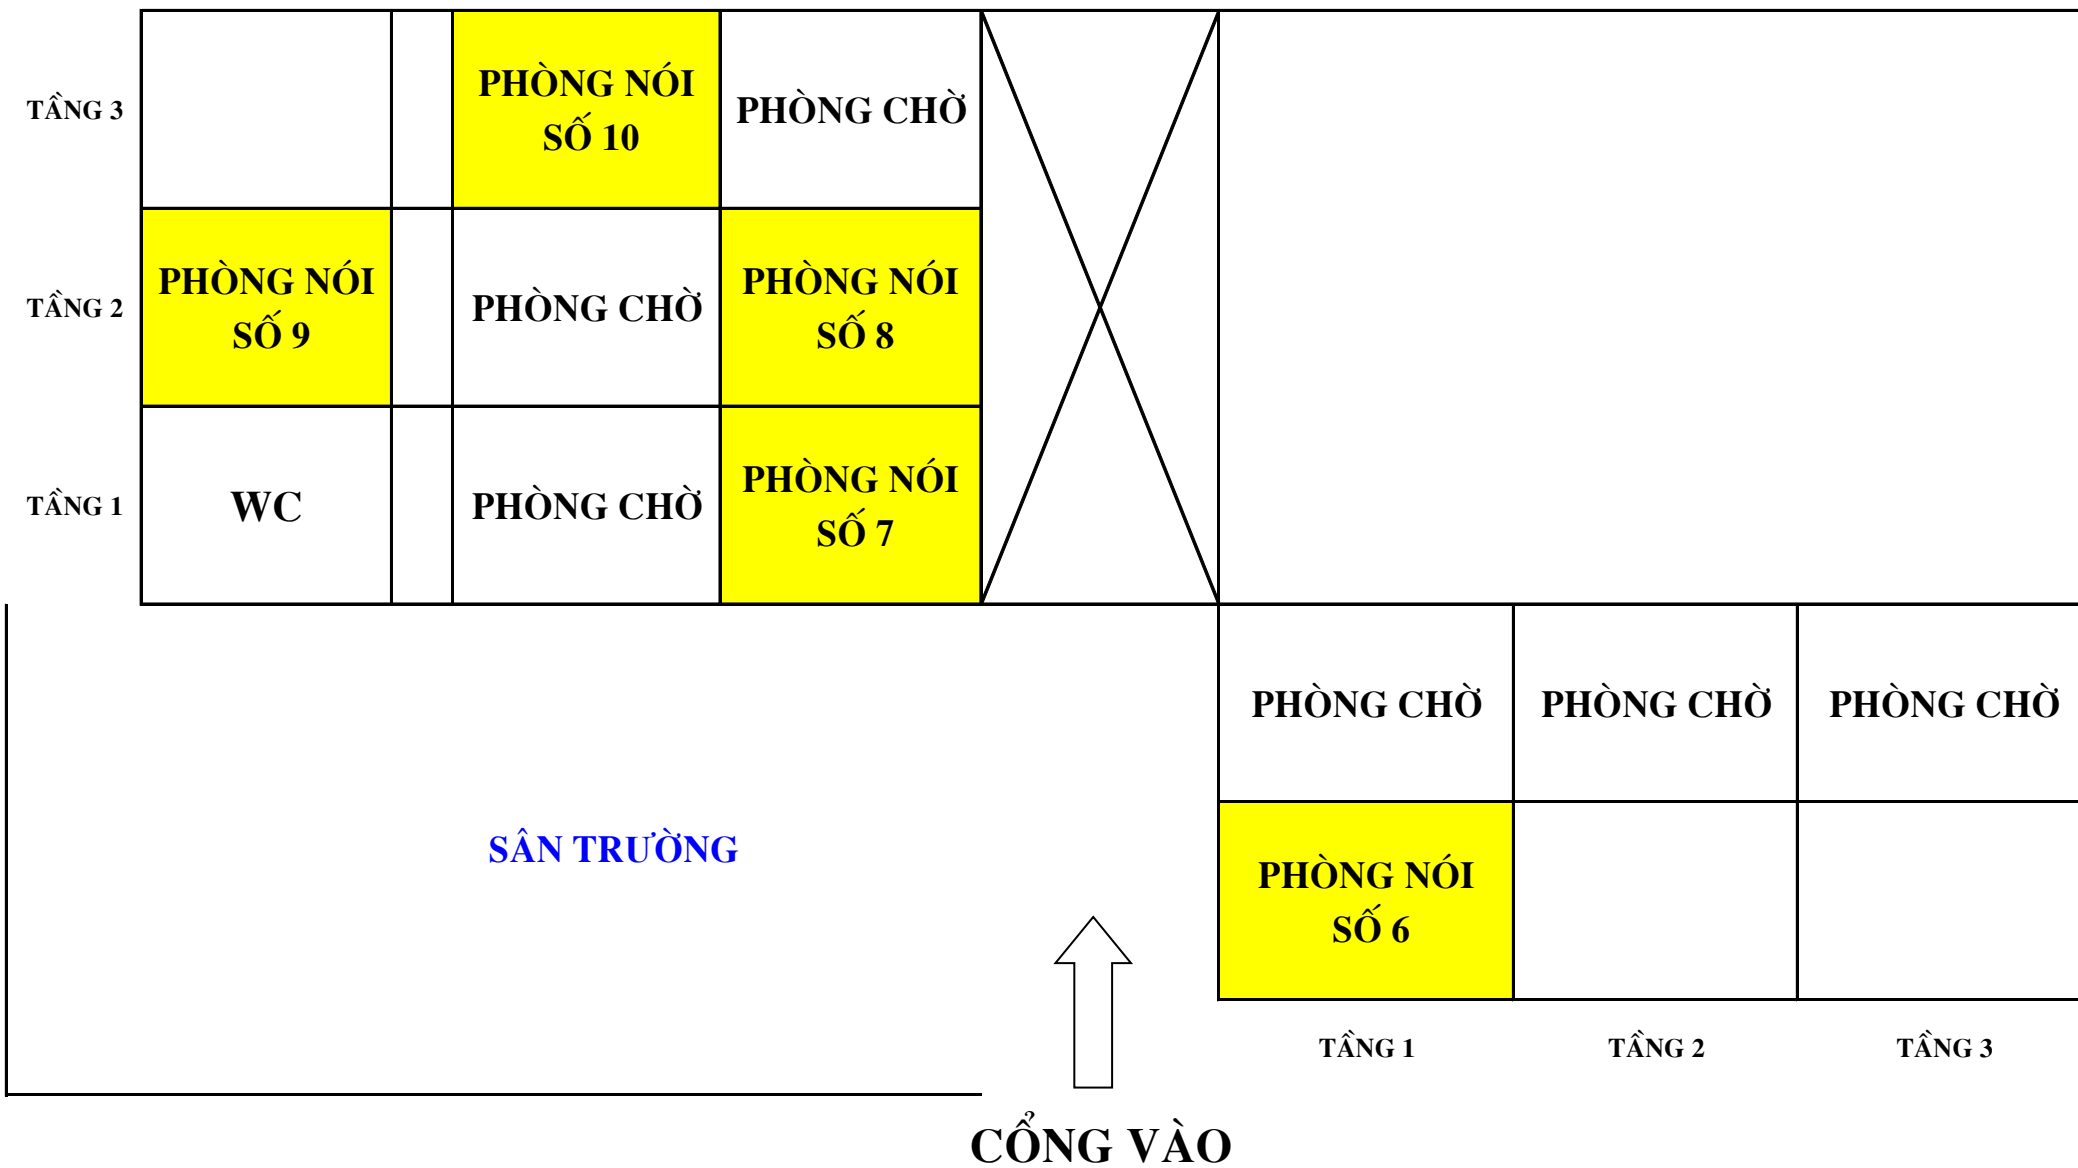 TẦNG 3
PHÒNG NÓI
SỐ 10
PHÒNG CHỜ
TẦNG 2
PHÒNG NÓI
SỐ 9
PHÒNG CHỜ
PHÒNG NÓI
SỐ 8
TẦNG 1
WC
PHÒNG CHỜ
PHÒNG NÓI
SỐ 7
PHÒNG CHỜ
PHÒNG CHỜ
PHÒNG CHỜ
SÂN TRƯỜNG
PHÒNG NÓI
SỐ 6
TẦNG 1
TẦNG 2
TẦNG 3
CỔNG VÀO